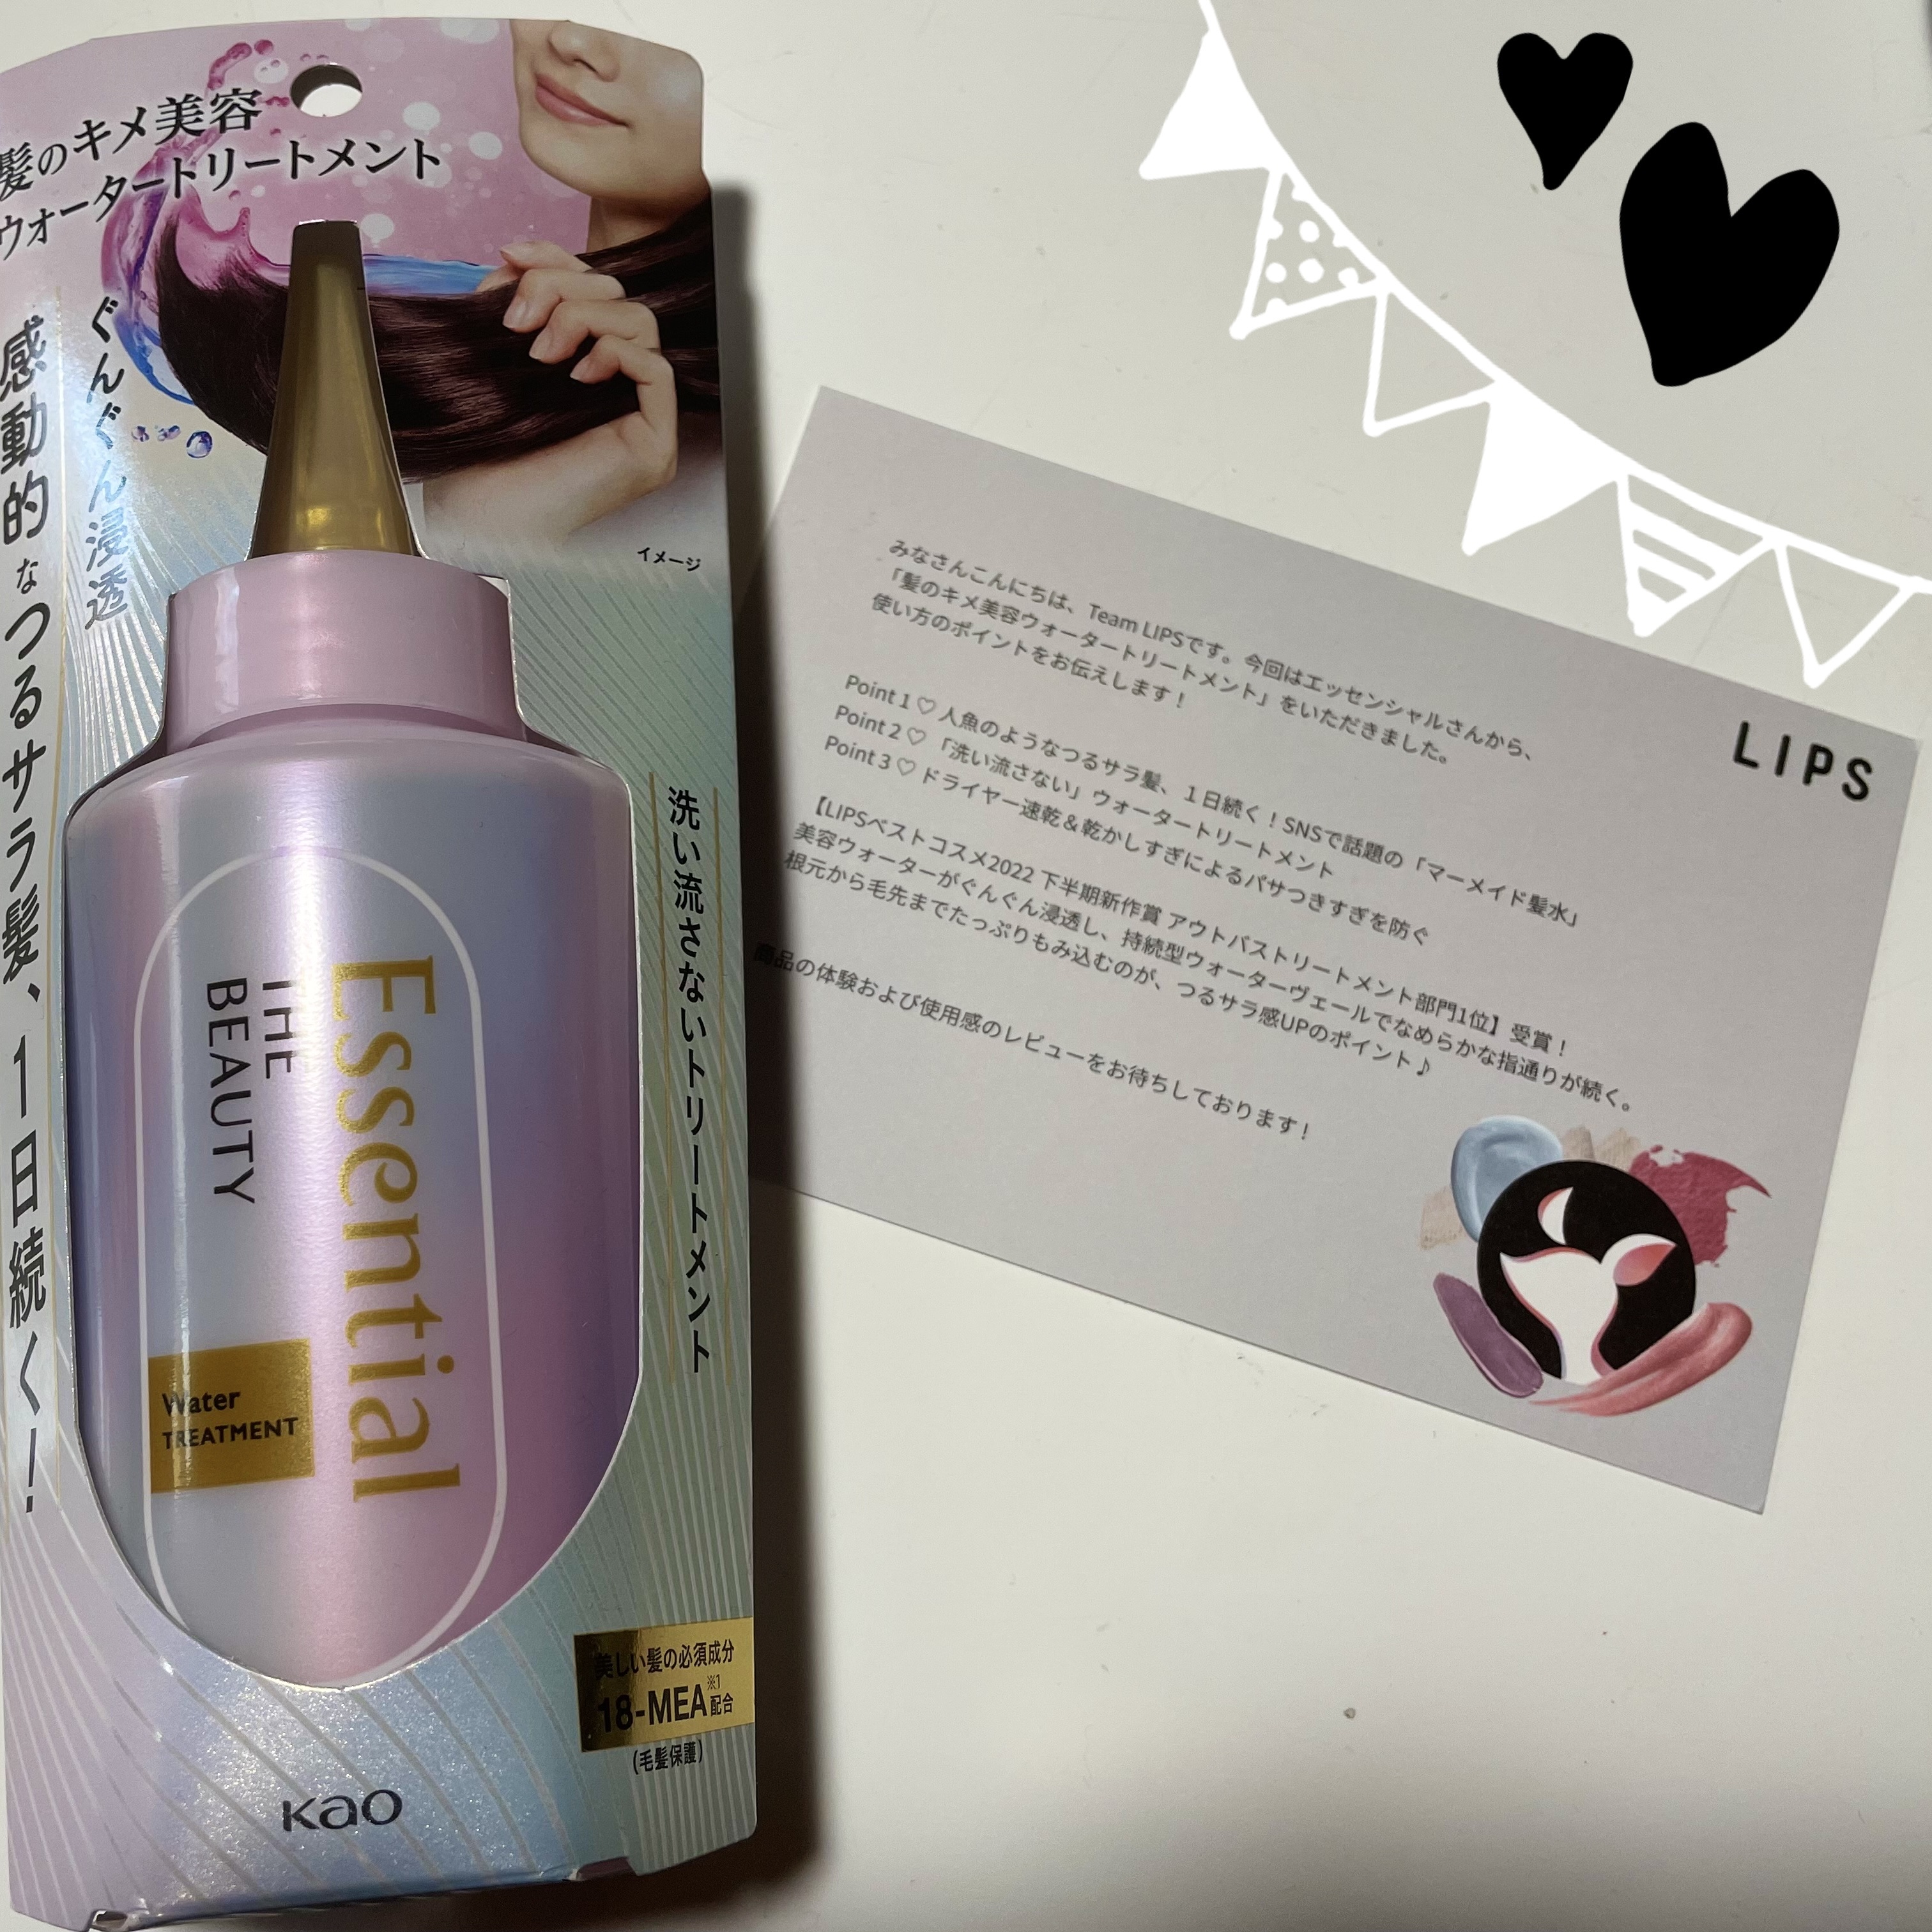 髪のキメ美容
ウォータートリートメント
ぐんぐん浸透
感動的なつるサラ髪、1日続く!
イメージ
洗い流さないトリートメント
Essential
THE
BEAUTY
Water
TREATMENT
美しい髪の必須成分
18-MEA※1配合
(毛髪保護)
Kao
LIPS
みなさんこんにちは、Team LIPSです。今回はエッセンシャルさんから、
「髪のキメ美容ウォータートリートメント」をいただきました。
使い方のポイントをお伝えします!
Point 1♡人魚のようなつるサラ髪、1日続く!SNSで話題の「マーメイド髪水」
Point 2♡「洗い流さない」ウォータートリートメント
Point 3♡ドライヤー速乾&乾かしすぎによるパサつきすぎを防ぐ
【LIPSベストコスメ2022 下半期新作賞 アウトバストリートメント部門1位】受賞!
美容ウォーターがぐんぐん浸透し、持続型ウォーターヴェールでなめらかな指通りが続く。
根元から毛先までたっぷりもみ込むのが、つるサラ感UPのポイント♪
商品の体験および使用感のレビューをお待ちしております!